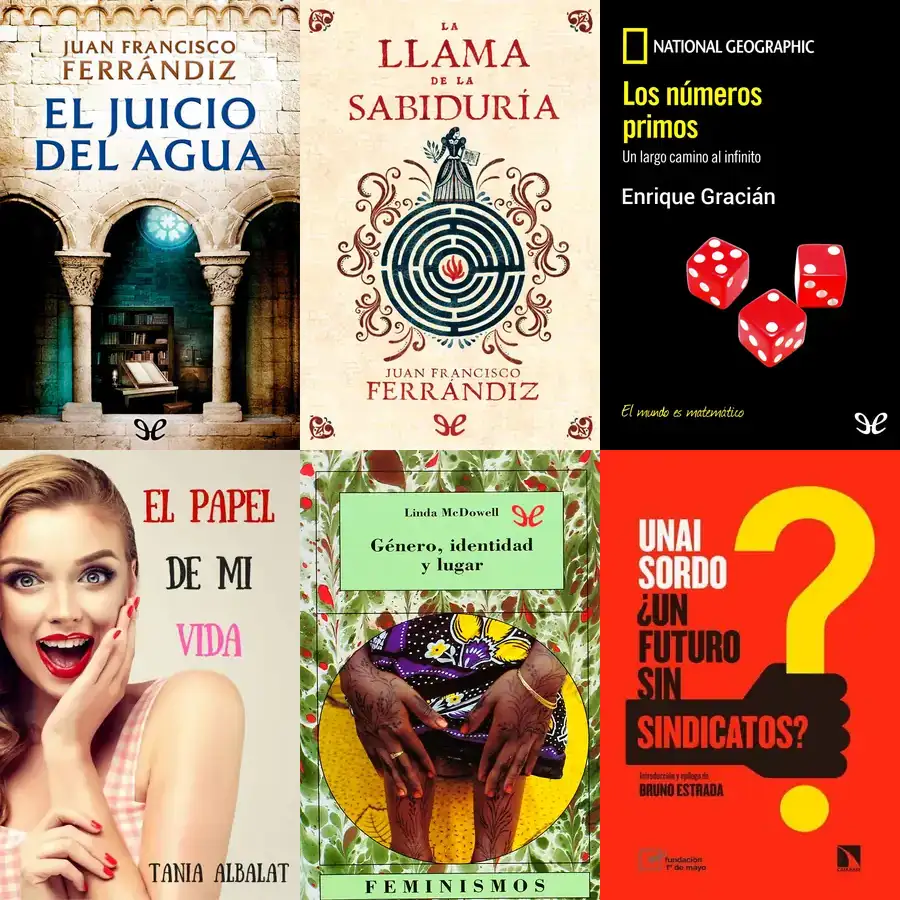 JUAN FRANCISCO
FERRÁNDIZ
EL JUICIO
DEL AGUA
LA
LLAMA
DE LA
SABIDURÍA
JUAN FRANCISCO
FERRÁNDIZ
NATIONAL GEOGRAPHIC
Los números
primos
Un largo camino al infinito
Enrique Gracián
El mundo es matemático
EL PAPEL
DE MI
VIDA
TANIA ALBALAT
Linda McDowell
Género, identidad
y lugar
FEMINISMOS
UNAI
SORDO
¿UN
FUTURO
SIN
SINDICATOS?
Introducción y epílogo de
BRUNO ESTRADA
fundación
1º de mayo
CATARATA